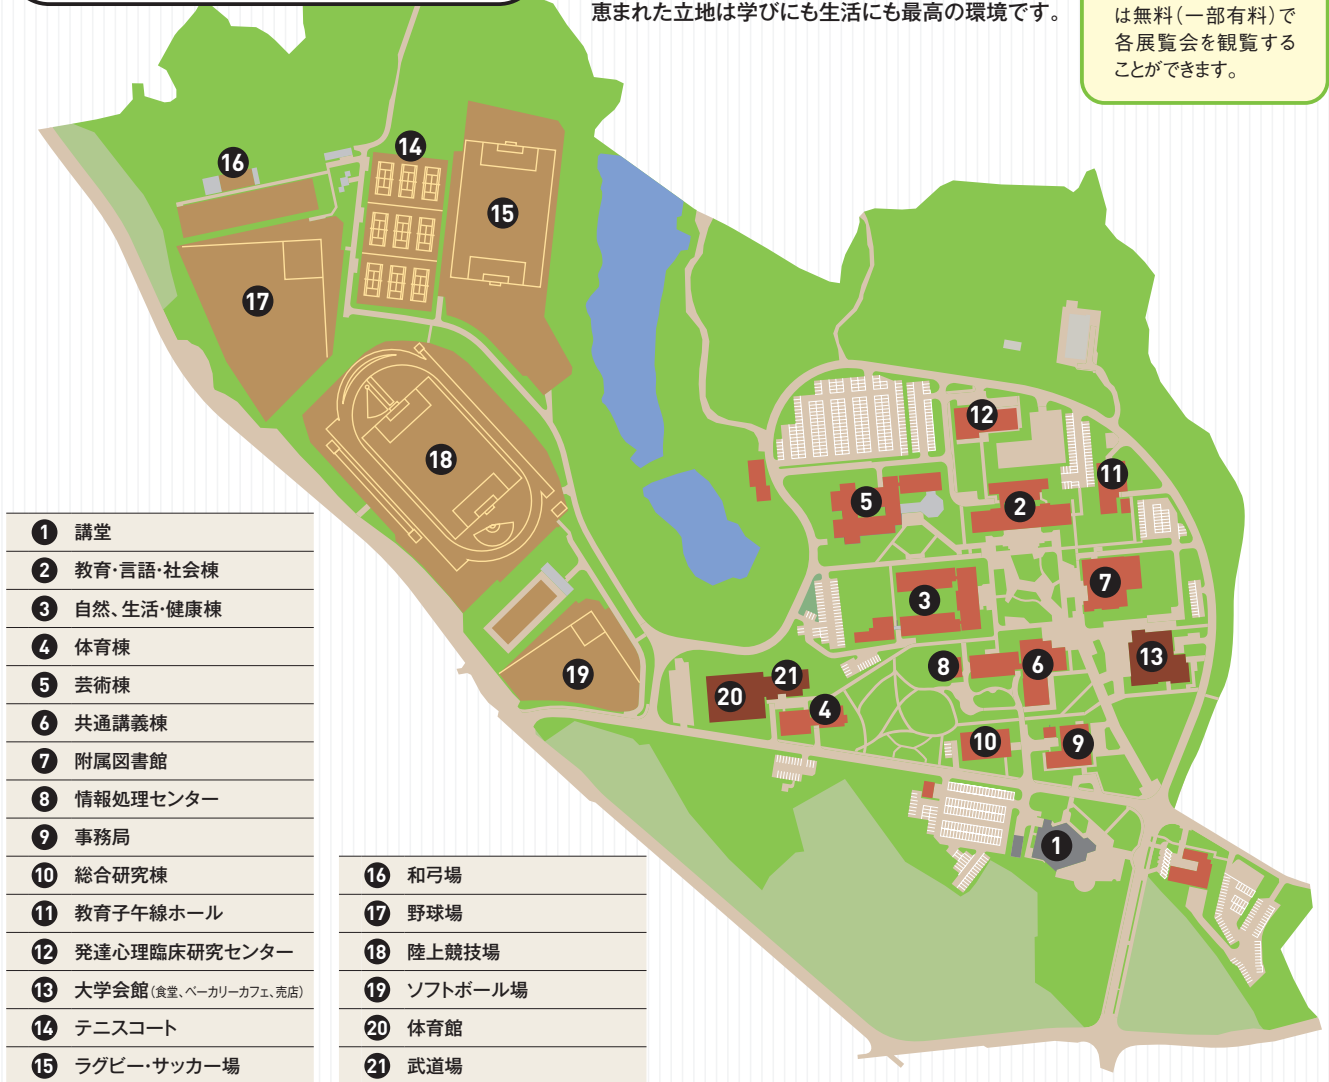 恵まれた立地は学びにも生活にも最高の環境です。
は無料(一部有料)で
各展覧会を観覧する
ことができます。
16
14
15
17
18
19
12
11
5
2
7
3
13
8
6
21
20
4
10
9
1
1 講堂
2 教育・言語・社会棟
3 自然、生活・健康棟
4 体育棟
5 芸術棟
6 共通講義棟
7 附属図書館
8 情報処理センター
9 事務局
10 総合研究棟
11 教育子午線ホール
12 発達心理臨床研究センター
13 大学会館(食堂、ベーカリーカフェ、売店)
14 テニスコート
15 ラグビー・サッカー場
16 和弓場
17 野球場
18 陸上競技場
19 ソフトボール場
20 体育館
21 武道場